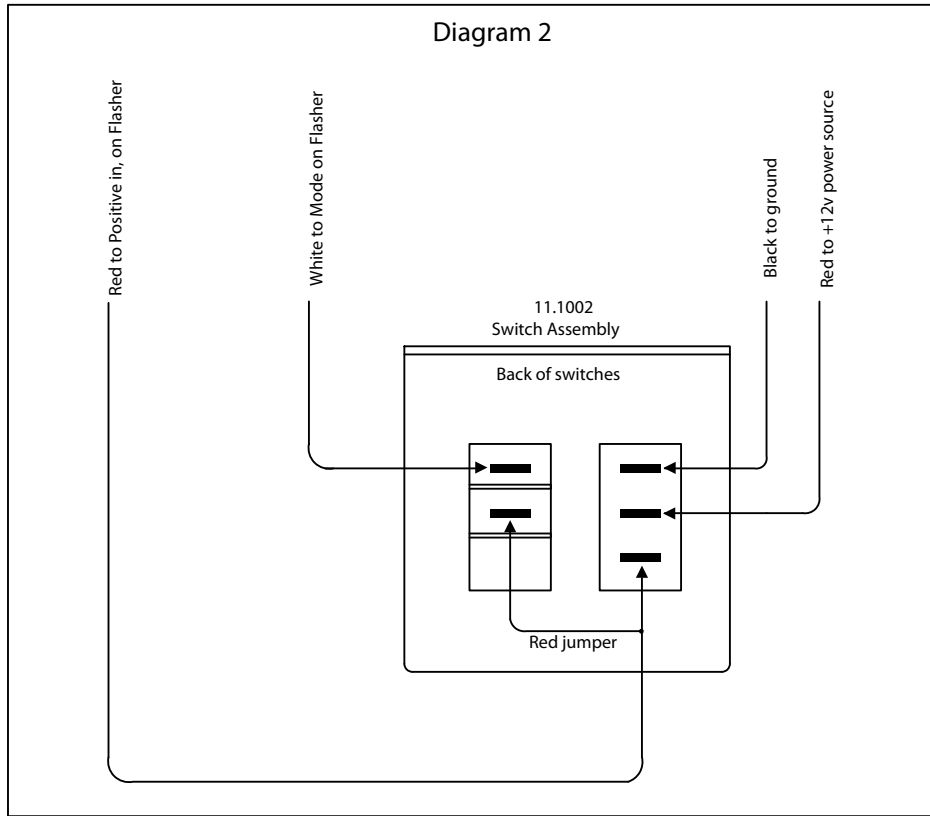 Diagram 2
Red to Positive in, on Flasher
White to Mode on Flasher
Black to ground
Red to +12v power source
11.1002
Switch Assembly
Back of switches
Red jumper